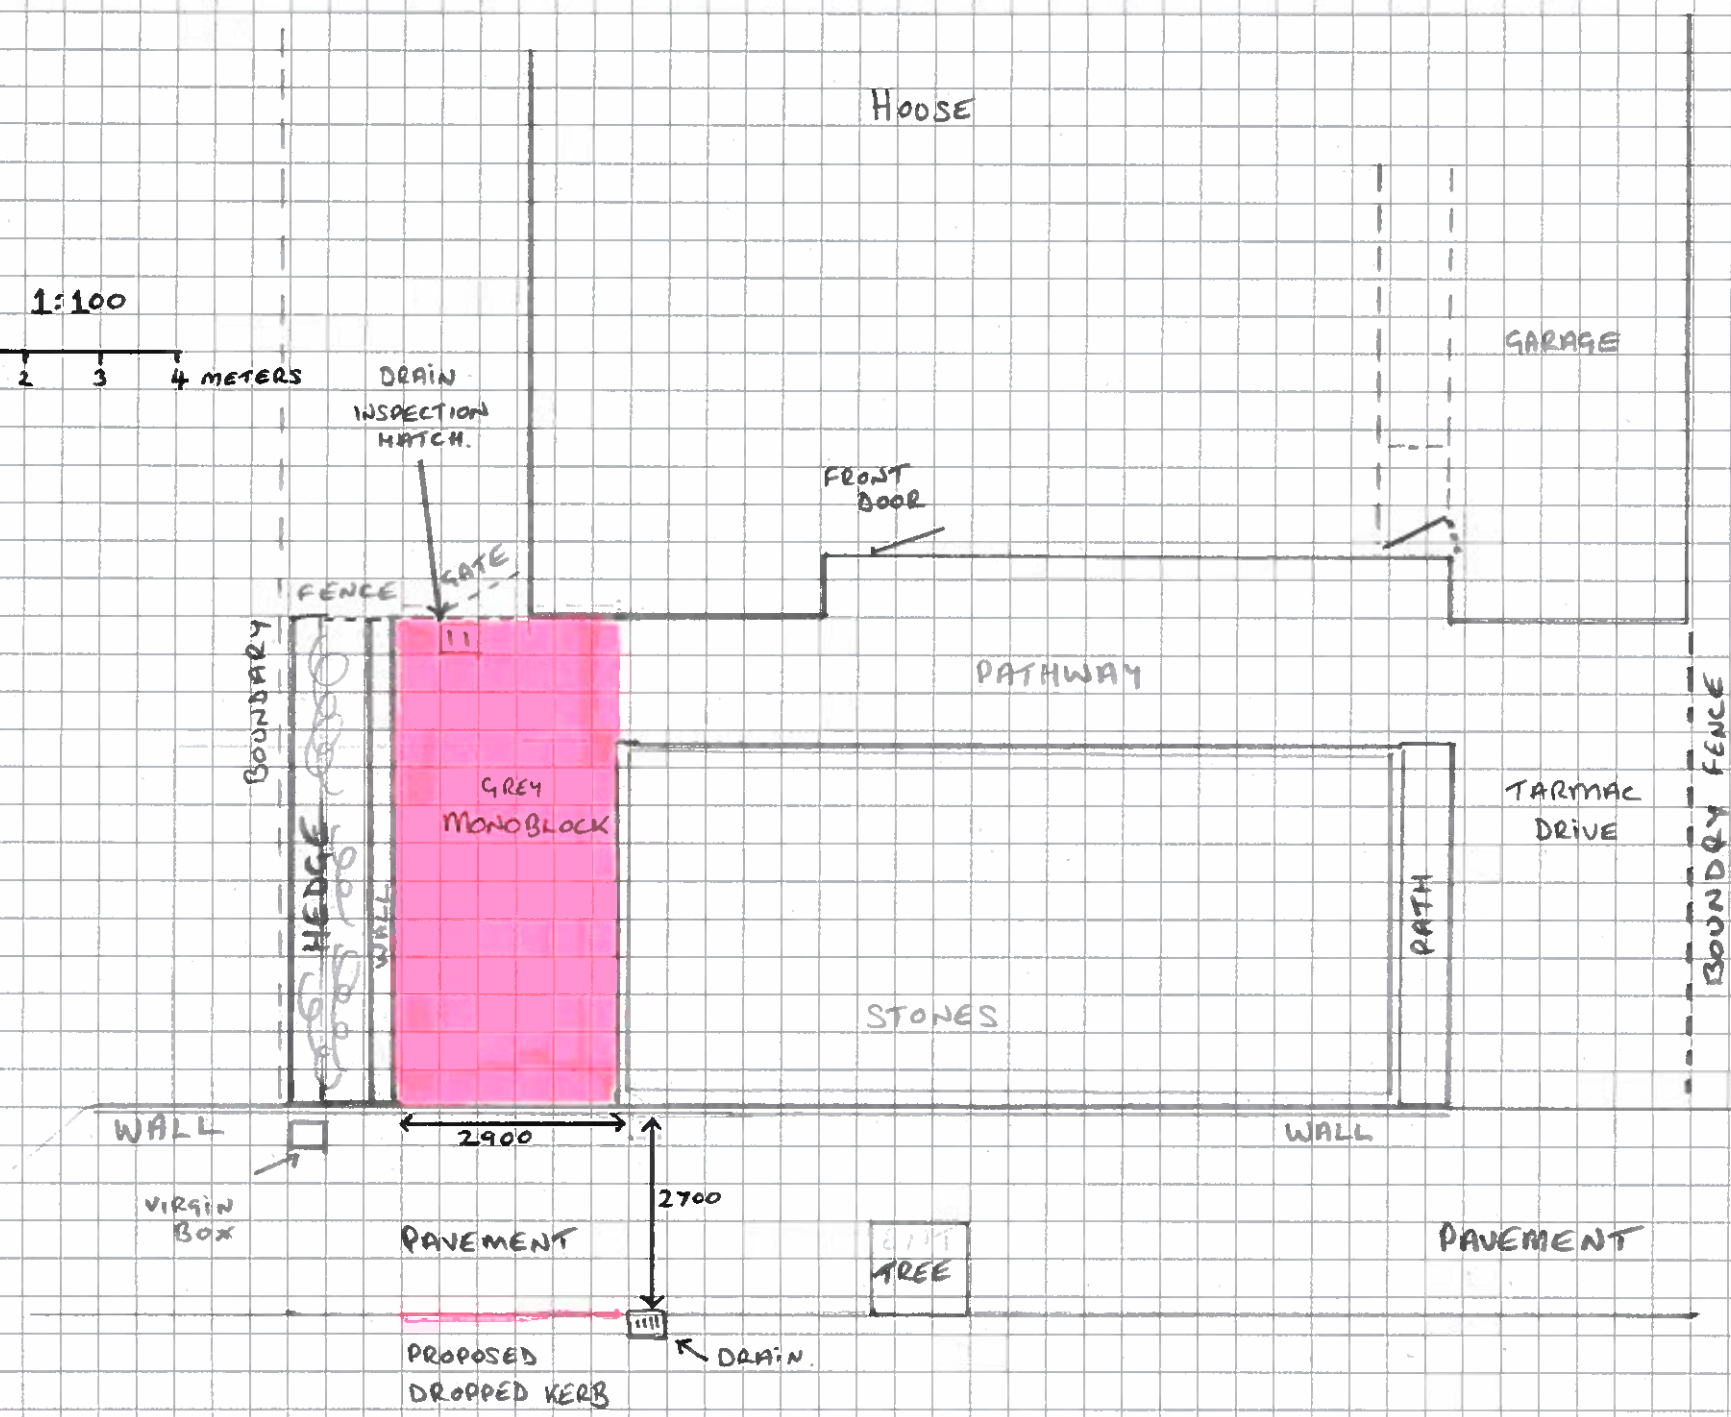 HOOSE
1:100
2 3 4 METERS
GARAGE
DRAIN
INSPECTION
HATCH.
FRONT
DOOR
GATE
FENCE
BOUNDARY
PATHWAY
BOUNDRY FENCE
GREY
MONOBLOCK
TARMAC
DRIVE
HEDGE
WALL
PATH
STONES
WALL
2900
WALL
2700
VIRGIN
BOX
PAVEMENT
TREE
PAVEMENT
PROPOSED
DROPPED KERB
DRAIN.